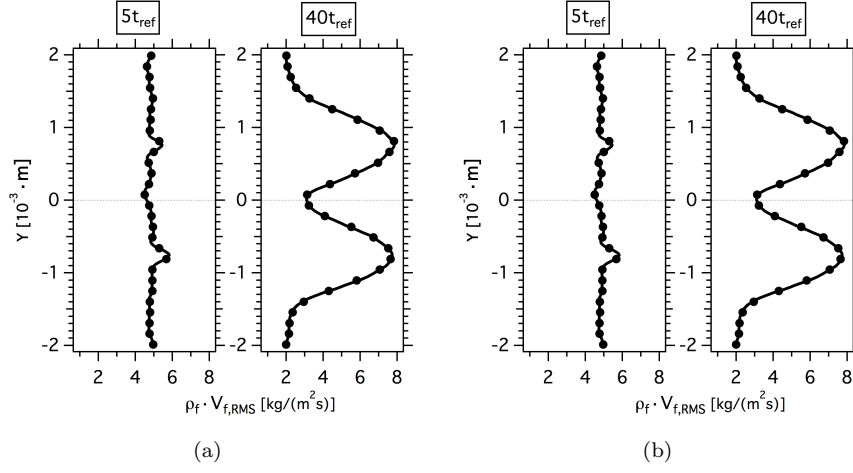 5t_ref 40t_ref 5t_ref 40t_ref
2 2 2 2
1 1 1 1
0 0 0 0
-1 -1 -1 -1
-2 -2 -2 -2
Y [10⁻³ · m] Y [10⁻³ · m]
2 4 6 8 2 4 6 8 2 4 6 8 2 4 6 8
ρ_f · V_f,RMS [kg/(m²s)] ρ_f · V_f,RMS [kg/(m²s)]
(a) (b)